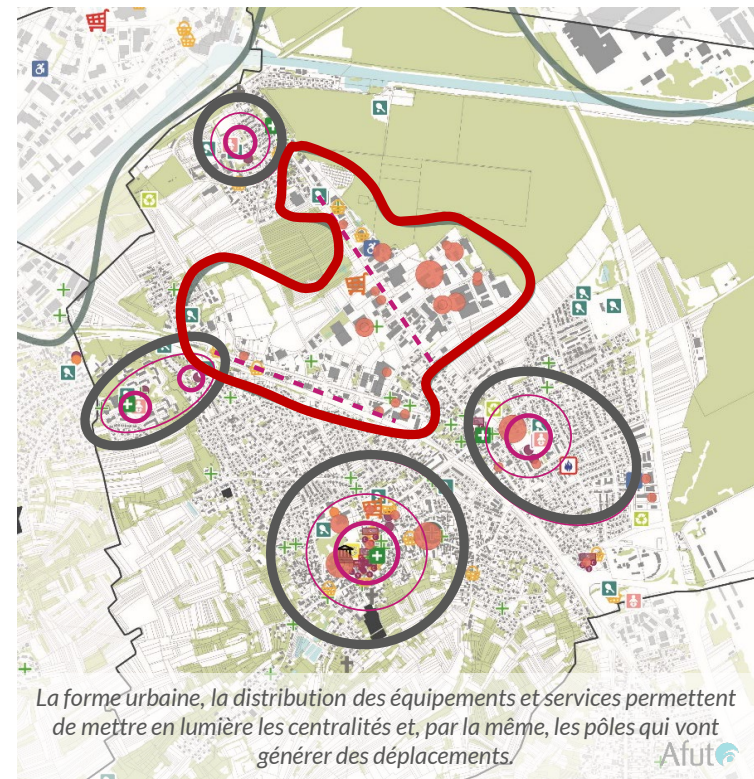 La forme urbaine, la distribution des équipements et services permettent
de mettre en lumière les centralités et, par la même, les pôles qui vont
générer des déplacements.
Afut